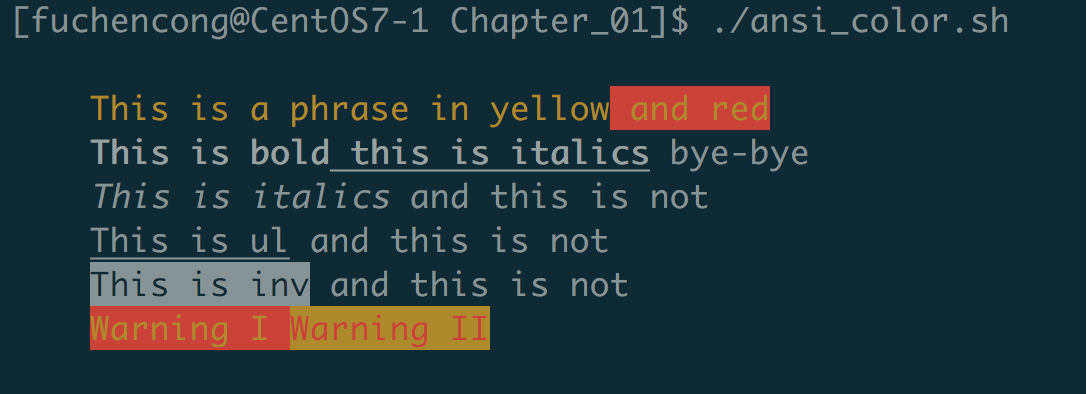 [fuchencong@CentOS7-1 Chapter_01]$ ./ansi_color.sh
This is a phrase in yellow and red
This is bold this is italics bye-bye
This is italics and this is not
This is ul and this is not
This is inv and this is not
Warning I Warning II